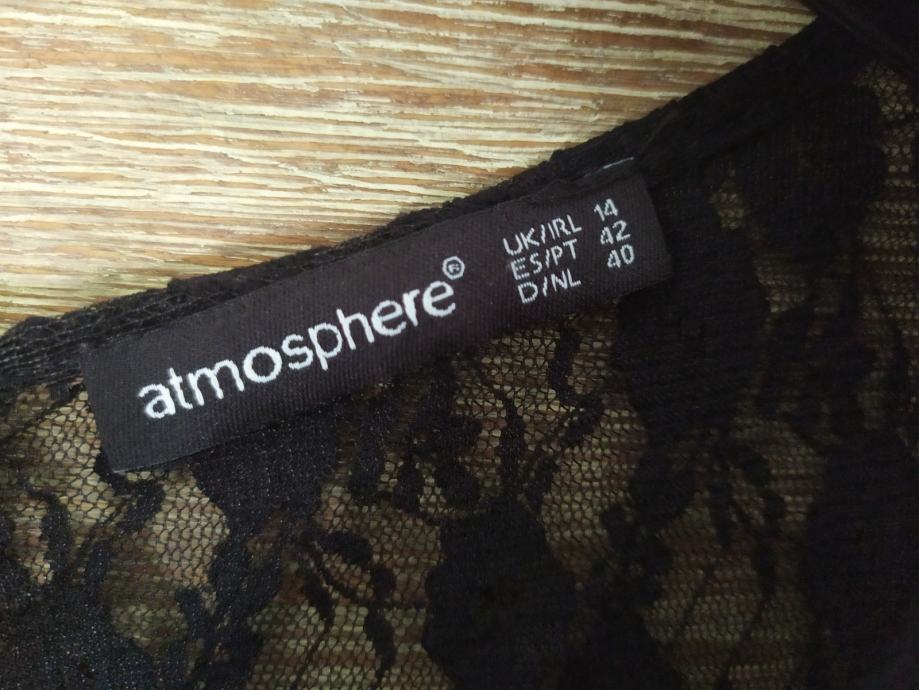 atmosphere®
UK/IRL 14
ES/PT 42
D/NL 40